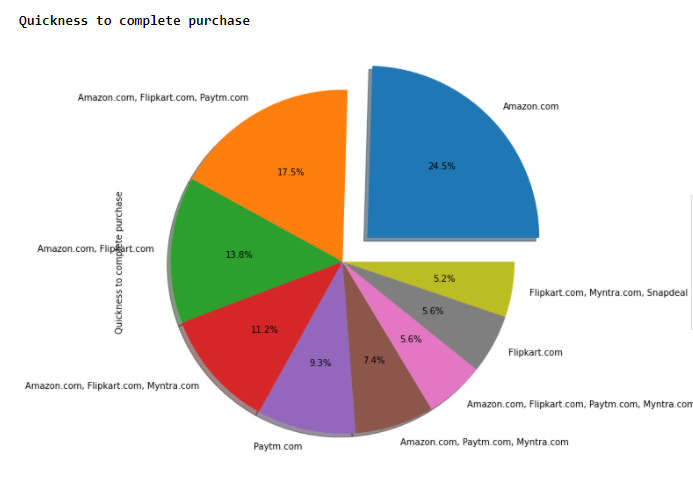 Quickness to complete purchase
Amazon.com
24.5%
Amazon.com, Flipkart.com, Paytm.com
17.5%
Amazon.com, Flipkart.com
13.8%
Quickness to complete purchase
Amazon.com, Flipkart.com, Myntra.com
11.2%
Paytm.com
9.3%
Amazon.com, Paytm.com, Myntra.com
7.4%
Amazon.com, Flipkart.com, Paytm.com, Myntra.com
5.6%
Flipkart.com
5.6%
Flipkart.com, Myntra.com, Snapdeal
5.2%